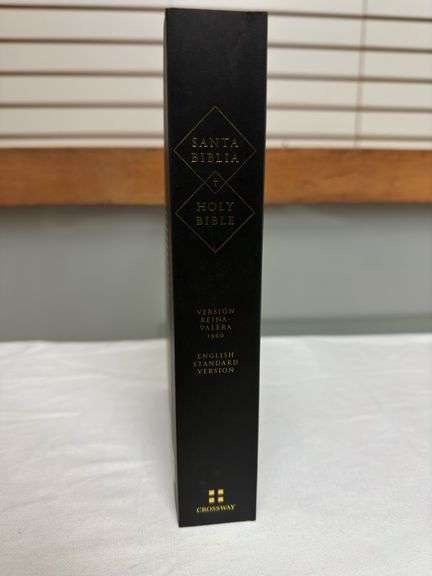 SANTA
BIBLIA
HOLY
BIBLE
VERSIÓN
REINA-
VALERA
1960
ENGLISH
STANDARD
VERSION
CROSSWAY